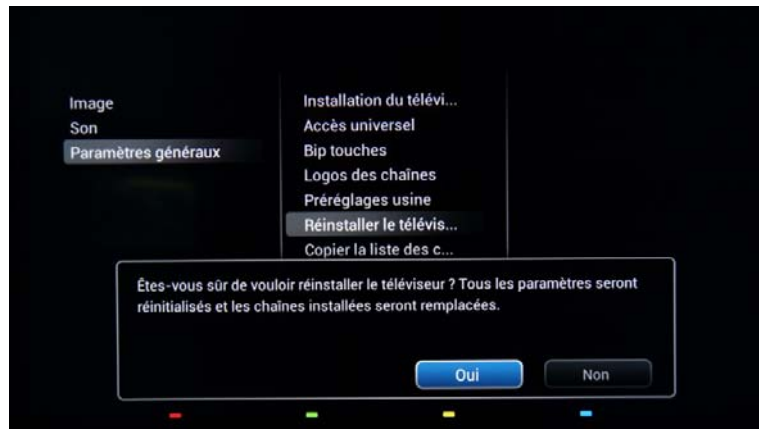 Image
Son
Paramètres généraux
Installation du télévi...
Accès universel
Bip touches
Logos des chaînes
Préréglages usine
Réinstaller le télévis...
Copier la liste des c...
Êtes-vous sûr de vouloir réinstaller le téléviseur ? Tous les paramètres seront
réinitialisés et les chaînes installées seront remplacées.
Oui
Non